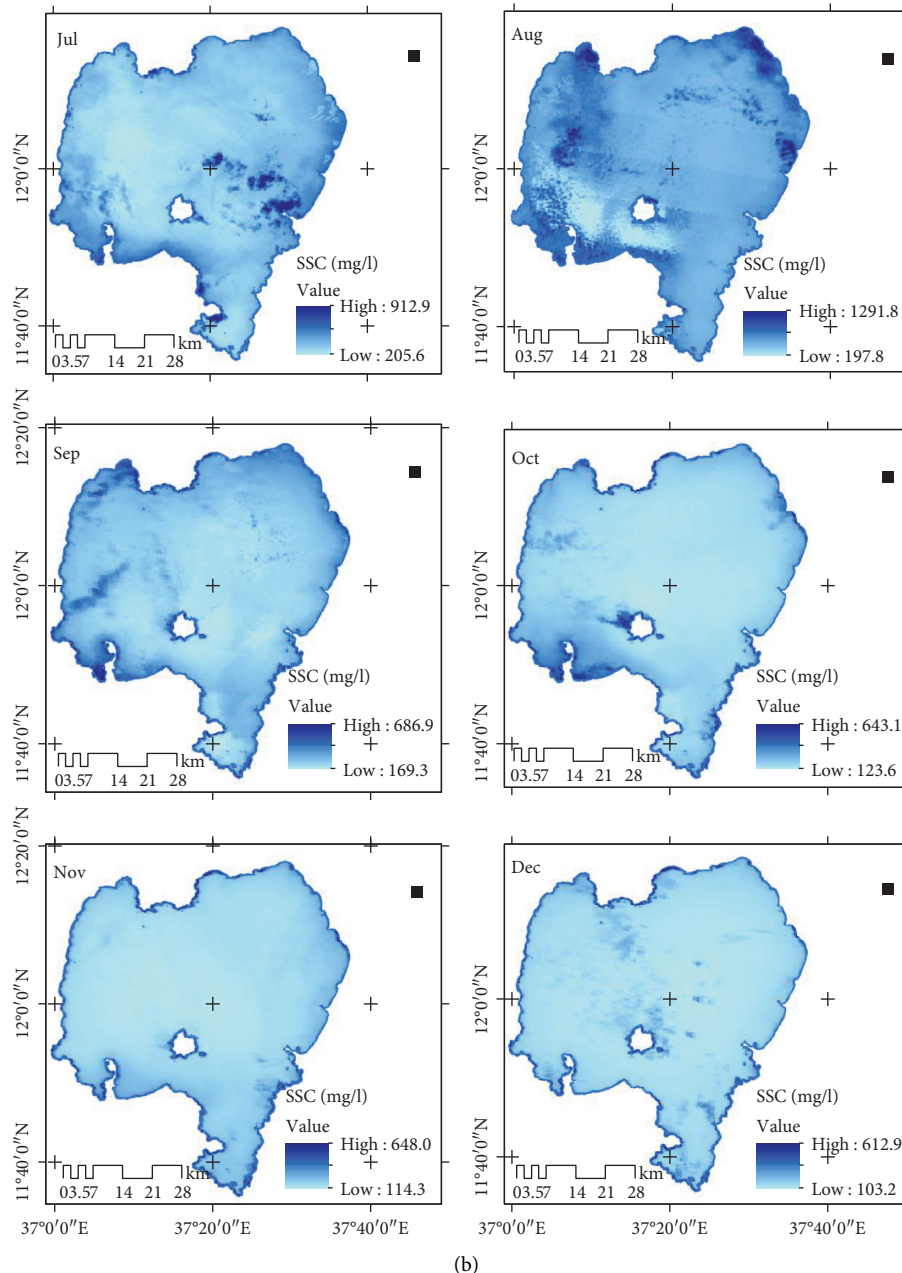 Jul
12°0′0″N
11°40′0″N
SSC (mg/l)
Value
High : 912.9
Low : 205.6
km
03.57 14 21 28
Aug
12°0′0″N
11°40′0″N
SSC (mg/l)
Value
High : 1291.8
Low : 197.8
km
03.57 14 21 28
Sep
12°20′0″N
12°0′0″N
11°40′0″N
SSC (mg/l)
Value
High : 686.9
Low : 169.3
km
03.57 14 21 28
Oct
12°0′0″N
11°40′0″N
SSC (mg/l)
Value
High : 643.1
Low : 123.6
km
03.57 14 21 28
Nov
12°20′0″N
12°0′0″N
11°40′0″N
SSC (mg/l)
Value
High : 648.0
Low : 114.3
km
03.57 14 21 28
37°0′0″E 37°20′0″E 37°40′0″E
Dec
12°0′0″N
11°40′0″N
SSC (mg/l)
Value
High : 612.9
Low : 103.2
km
03.57 14 21 28
37°0′0″E 37°20′0″E 37°40′0″E
(b)